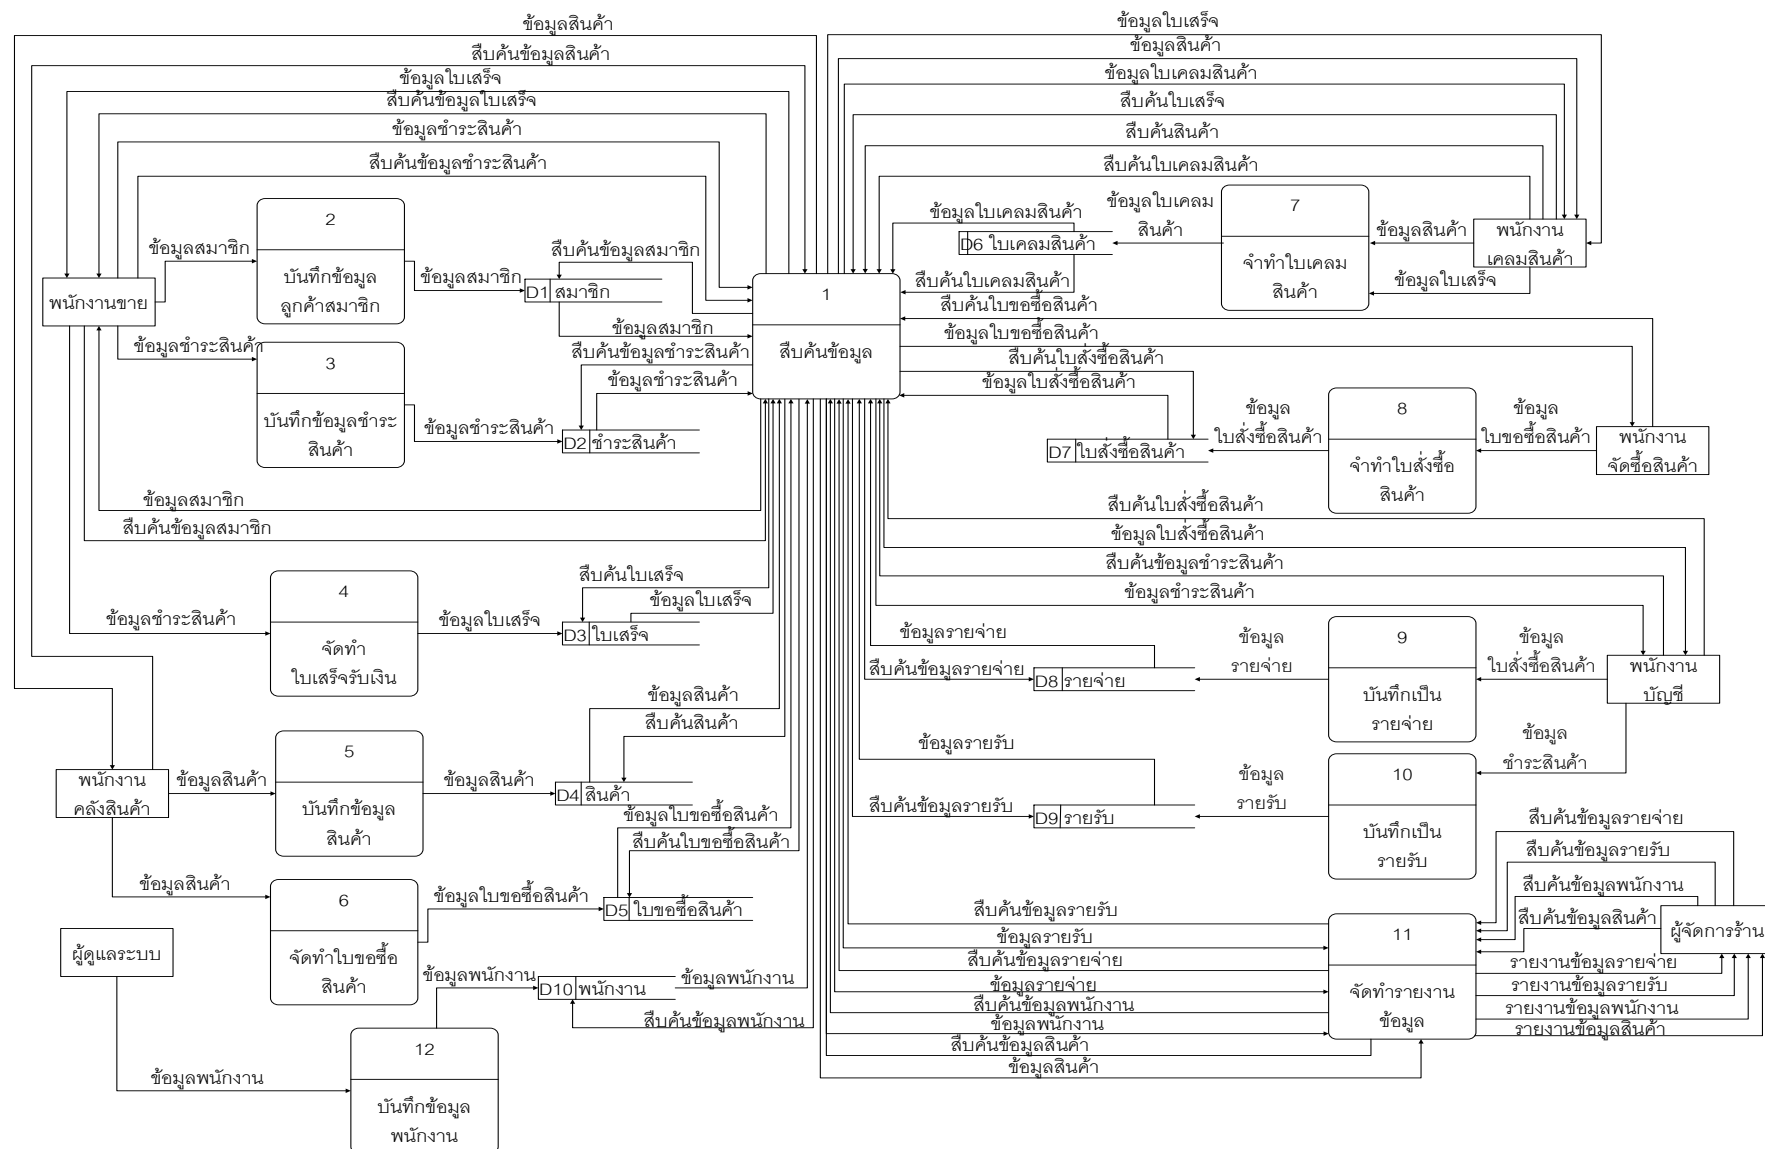 ข้อมูลสินค้า
สืบค้นข้อมูลสินค้า
ข้อมูลใบเสร็จ
สืบค้นข้อมูลใบเสร็จ
ข้อมูลชำระสินค้า
สืบค้นข้อมูลชำระสินค้า
ข้อมูลใบเสร็จ
ข้อมูลสินค้า
ข้อมูลใบเคลมสินค้า
สืบค้นใบเสร็จ
สืบค้นสินค้า
สืบค้นใบเคลมสินค้า
พนักงานขาย
ข้อมูลสมาชิก
2
บันทึกข้อมูล
ลูกค้าสมาชิก
ข้อมูลสมาชิก
สืบค้นข้อมูลสมาชิก
D1 สมาชิก
ข้อมูลสมาชิก
ข้อมูลชำระสินค้า
3
บันทึกข้อมูลชำระ
สินค้า
ข้อมูลชำระสินค้า
สืบค้นข้อมูลชำระสินค้า
ข้อมูลชำระสินค้า
D2 ชำระสินค้า
1
สืบค้นข้อมูล
ข้อมูลใบเคลมสินค้า
D6 ใบเคลมสินค้า
สืบค้นใบเคลมสินค้า
ข้อมูลใบเคลม
สินค้า
7
จำทำใบเคลม
สินค้า
ข้อมูลสินค้า
ข้อมูลใบเสร็จ
พนักงาน
เคลมสินค้า
สืบค้นใบขอซื้อสินค้า
ข้อมูลใบขอซื้อสินค้า
สืบค้นใบสั่งซื้อสินค้า
ข้อมูลใบสั่งซื้อสินค้า
D7 ใบสั่งซื้อสินค้า
ข้อมูล
ใบสั่งซื้อสินค้า
8
จำทำใบสั่งซื้อ
สินค้า
ข้อมูล
ใบขอซื้อสินค้า
พนักงาน
จัดซื้อสินค้า
ข้อมูลสมาชิก
สืบค้นข้อมูลสมาชิก
สืบค้นใบสั่งซื้อสินค้า
ข้อมูลใบสั่งซื้อสินค้า
สืบค้นข้อมูลชำระสินค้า
ข้อมูลชำระสินค้า
ข้อมูลชำระสินค้า
4
จัดทำ
ใบเสร็จรับเงิน
ข้อมูลใบเสร็จ
สืบค้นใบเสร็จ
ข้อมูลใบเสร็จ
D3 ใบเสร็จ
ข้อมูลรายจ่าย
สืบค้นข้อมูลรายจ่าย
D8 รายจ่าย
ข้อมูล
รายจ่าย
9
บันทึกเป็น
รายจ่าย
ข้อมูล
ใบสั่งซื้อสินค้า
พนักงาน
บัญชี
พนักงาน
คลังสินค้า
ข้อมูลสินค้า
5
บันทึกข้อมูล
สินค้า
ข้อมูลสินค้า
ข้อมูลสินค้า
สืบค้นสินค้า
D4 สินค้า
ข้อมูลรายรับ
สืบค้นข้อมูลรายรับ
D9 รายรับ
ข้อมูล
รายรับ
10
บันทึกเป็น
รายรับ
ข้อมูล
ชำระสินค้า
ข้อมูลสินค้า
6
จัดทำใบขอซื้อ
สินค้า
ข้อมูลใบขอซื้อสินค้า
ข้อมูลใบขอซื้อสินค้า
สืบค้นใบขอซื้อสินค้า
D5 ใบขอซื้อสินค้า
ผู้ดูแลระบบ
ข้อมูลพนักงาน
12
บันทึกข้อมูล
พนักงาน
ข้อมูลพนักงาน
D10 พนักงาน
ข้อมูลพนักงาน
สืบค้นข้อมูลพนักงาน
สืบค้นข้อมูลรายรับ
ข้อมูลรายรับ
สืบค้นข้อมูลรายจ่าย
ข้อมูลรายจ่าย
สืบค้นข้อมูลพนักงาน
ข้อมูลพนักงาน
สืบค้นข้อมูลสินค้า
ข้อมูลสินค้า
11
จัดทำรายงาน
ข้อมูล
สืบค้นข้อมูลรายจ่าย
สืบค้นข้อมูลรายรับ
สืบค้นข้อมูลพนักงาน
สืบค้นข้อมูลสินค้า
ผู้จัดการร้าน
รายงานข้อมูลรายจ่าย
รายงานข้อมูลรายรับ
รายงานข้อมูลพนักงาน
รายงานข้อมูลสินค้า